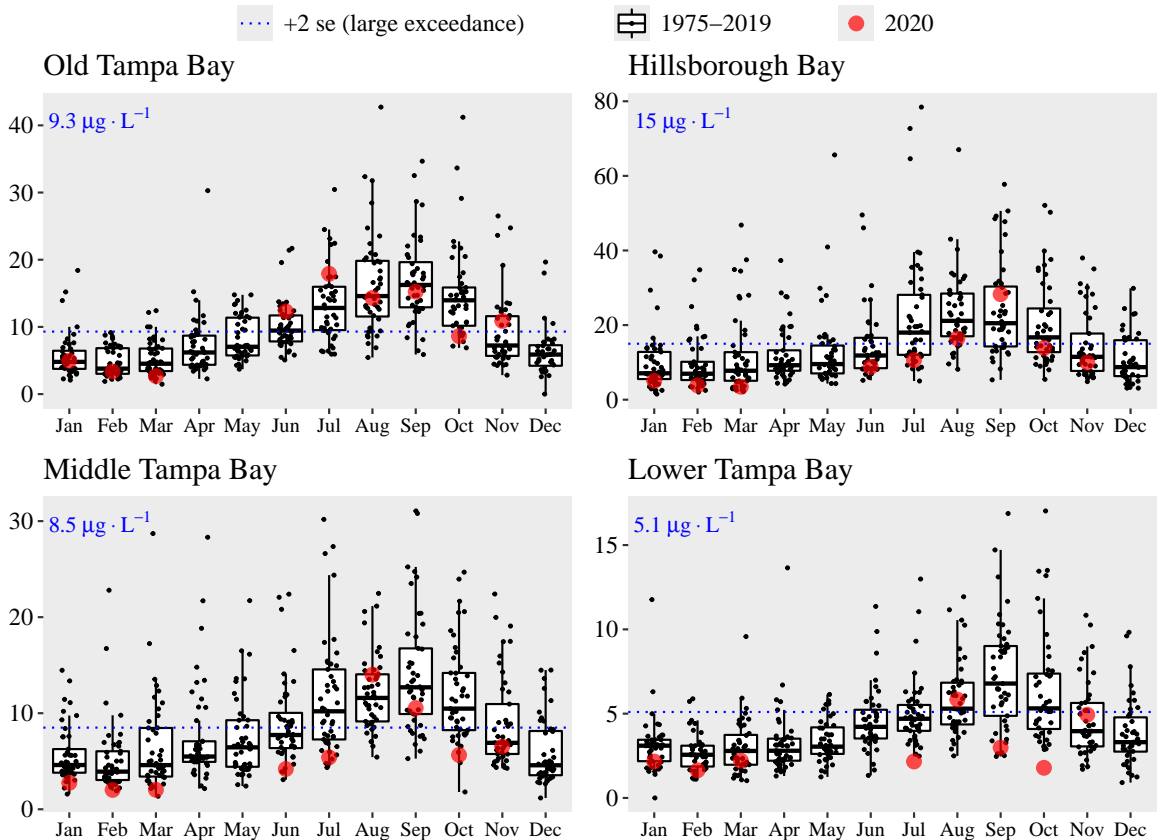 +2 se (large exceedance) 1975–2019 2020
Old Tampa Bay
9.3 µg · L⁻¹
40
30
20
10
0
Jan Feb Mar Apr May Jun Jul Aug Sep Oct Nov Dec
Hillsborough Bay
15 µg · L⁻¹
80
60
40
20
0
Jan Feb Mar Apr May Jun Jul Aug Sep Oct Nov Dec
Middle Tampa Bay
8.5 µg · L⁻¹
30
20
10
0
Jan Feb Mar Apr May Jun Jul Aug Sep Oct Nov Dec
Lower Tampa Bay
5.1 µg · L⁻¹
15
10
5
0
Jan Feb Mar Apr May Jun Jul Aug Sep Oct Nov Dec